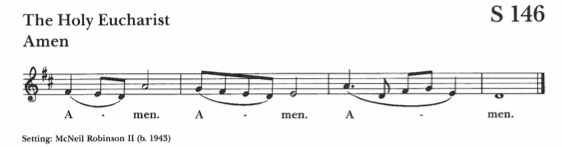 The Holy Eucharist
S 146
Amen
A - men. A - men. A - men.
Setting: McNeil Robinson II (b. 1943)